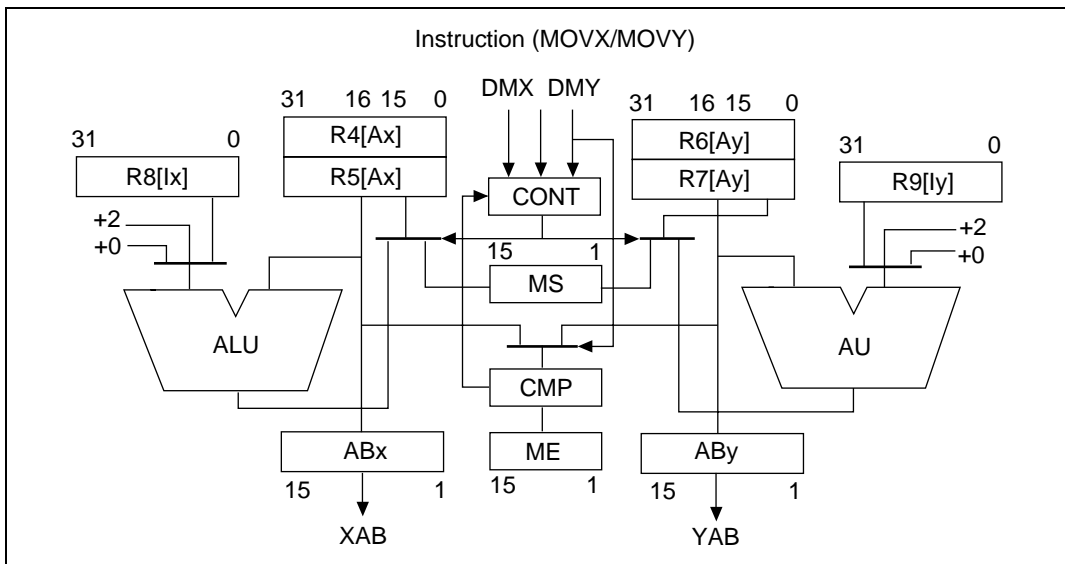 Instruction (MOVX/MOVY)
DMX DMY
31 16 15 0
31 16 15 0
31 0
R4[Ax]
R6[Ay]
31 0
R8[Ix]
R5[Ax]
CONT
R7[Ay]
R9[Iy]
+2
+0
15 1
+2
+0
MS
ALU
AU
CMP
ABx
ME
ABy
15 1
15 1
15 1
XAB
YAB